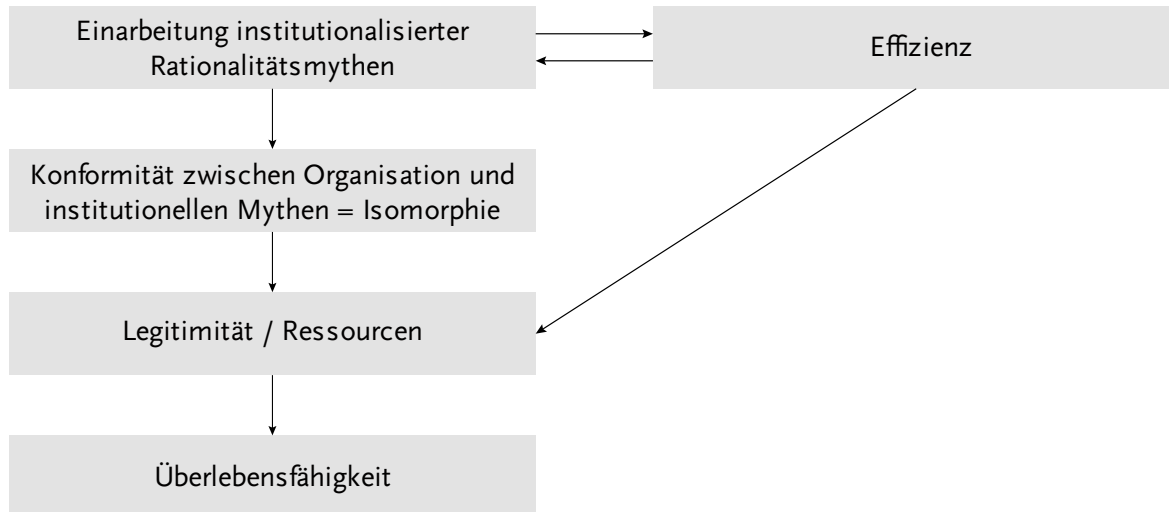 Einarbeitung institutionalisierter
Rationalitätsmythen
Effizienz
Konformität zwischen Organisation und
institutionellen Mythen = Isomorphie
Legitimität / Ressourcen
Überlebensfähigkeit